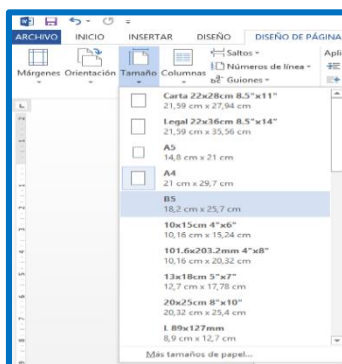 ARCHIVO INICIO INSERTAR DISEÑO DISEÑO DE PÁGINA
Márgenes Orientación Tamaño Columnas
Saltos
Números de línea
Guiones
Apli
Carta 22x28cm 8.5"x11"
21,59 cm x 27,94 cm
Legal 22x36cm 8.5"x14"
21,59 cm x 35,56 cm
A5
14,8 cm x 21 cm
A4
21 cm x 29,7 cm
B5
18,2 cm x 25,7 cm
10x15cm 4"x6"
10,16 cm x 15,24 cm
101.6x203.2mm 4"x8"
10,16 cm x 20,32 cm
13x18cm 5"x7"
12,7 cm x 17,78 cm
20x25cm 8"x10"
20,32 cm x 25,4 cm
L 89x127mm
8,9 cm x 12,7 cm
Más tamaños de papel...